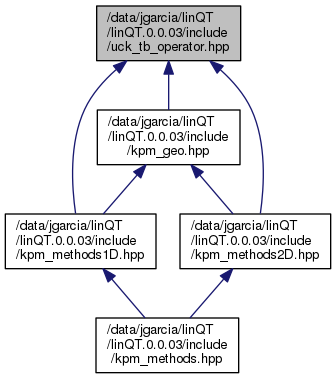 /data/jgarcia/linQT
/linQT.0.0.03/include
/uck_tb_operator.hpp
/data/jgarcia/linQT
/linQT.0.0.03/include
/kpm_geo.hpp
/data/jgarcia/linQT
/linQT.0.0.03/include
/kpm_methods1D.hpp
/data/jgarcia/linQT
/linQT.0.0.03/include
/kpm_methods2D.hpp
/data/jgarcia/linQT
/linQT.0.0.03/include
/kpm_methods.hpp